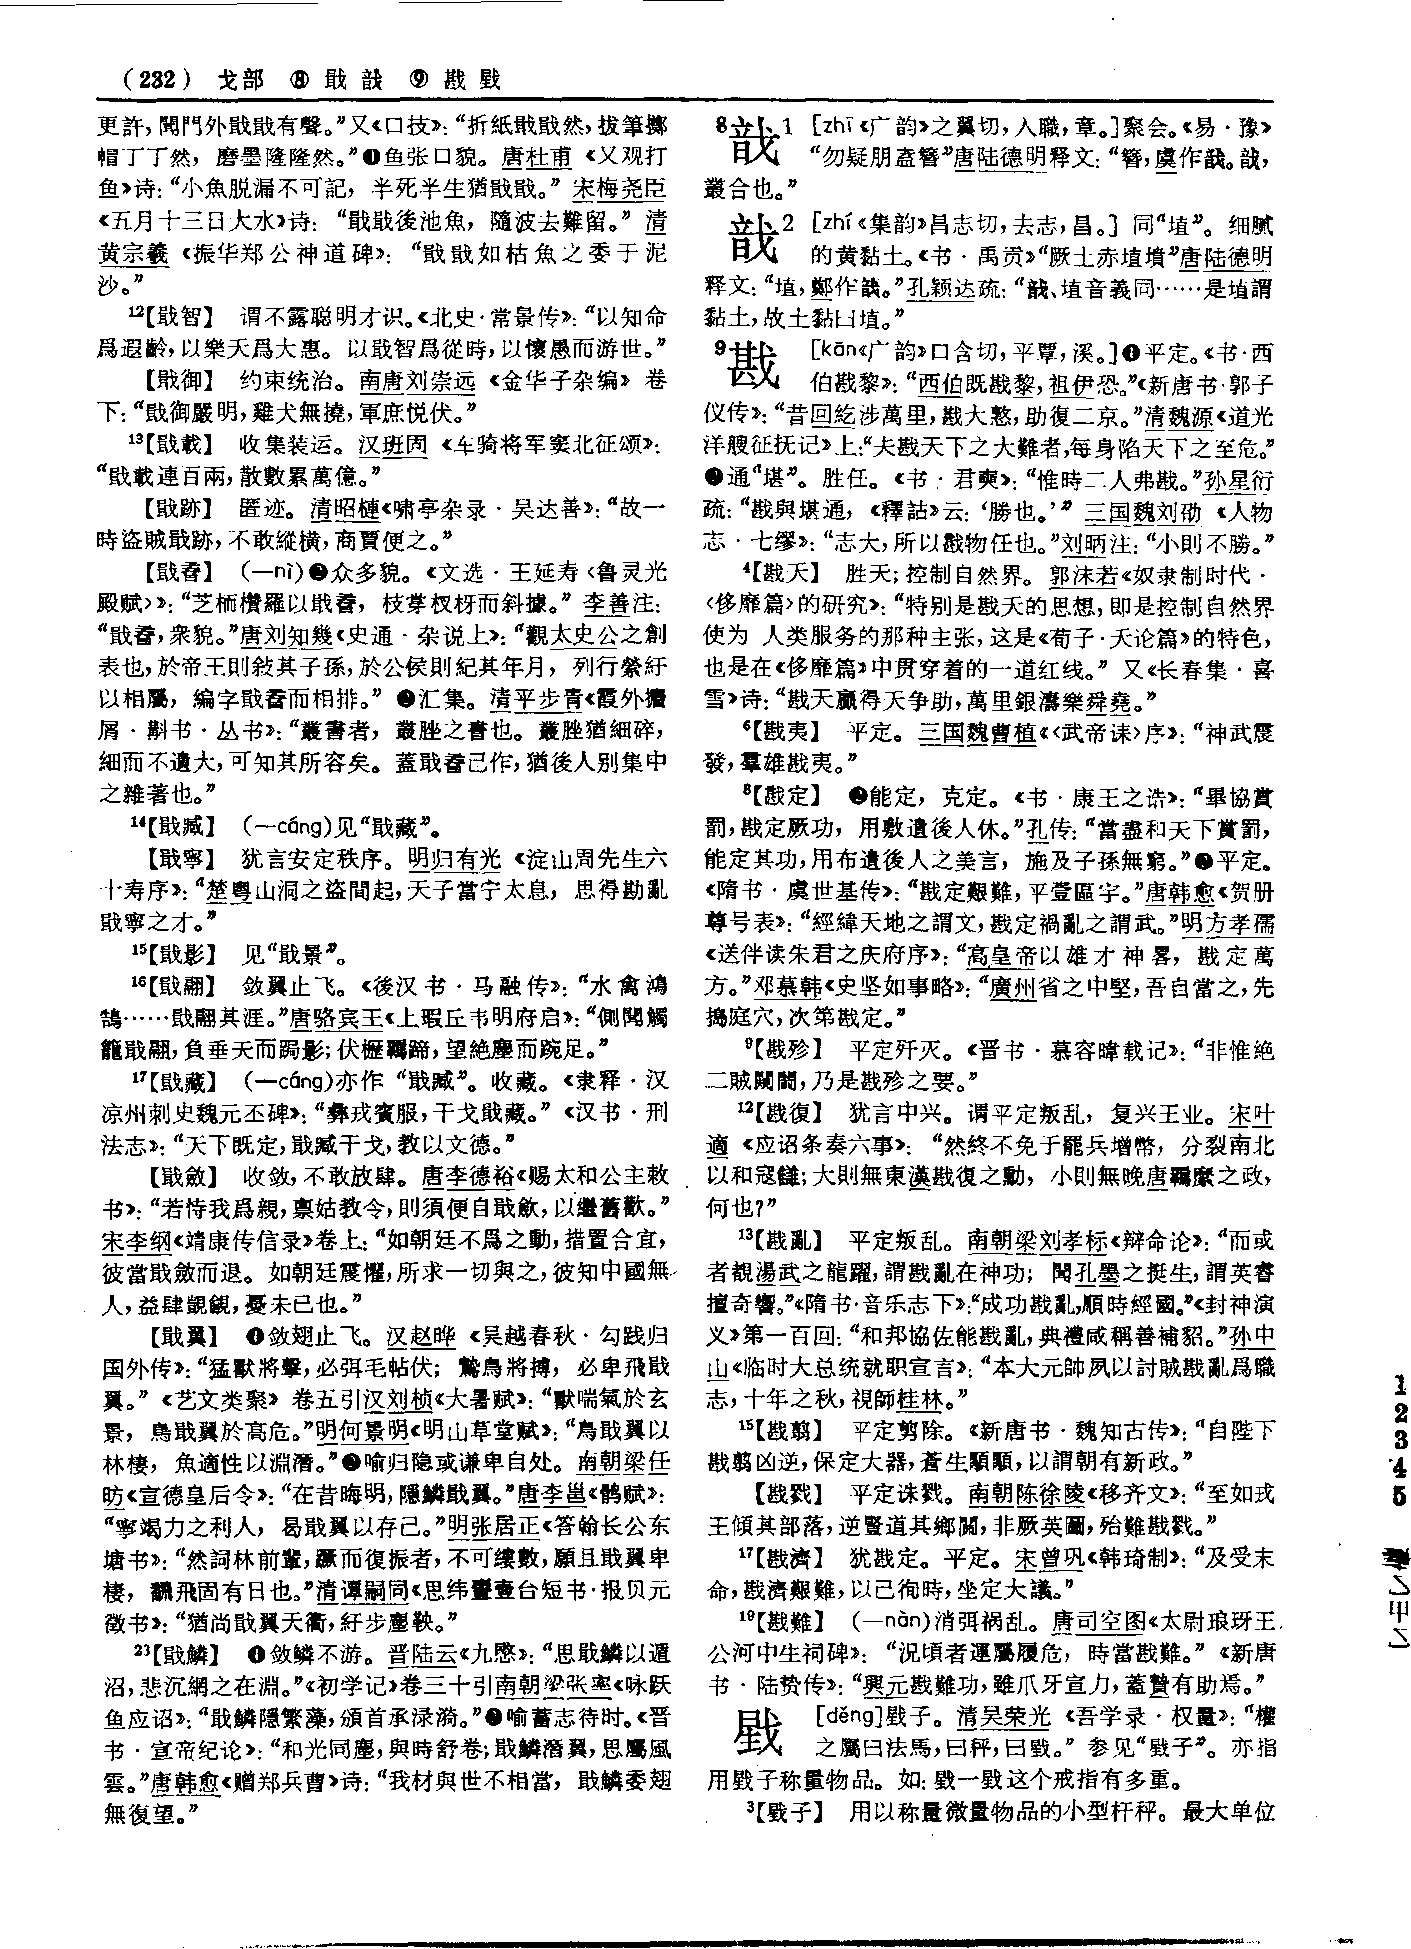 (232) 戈部 ⑧戢 戠 ⑨戡 戥
更許，聞門外戢戢有聲。”又《口技》：“折紙戢戢然，拔筆擲
帽丁丁然，磨墨隆隆然。”❶鱼张口貌。唐杜甫《又观打
鱼》诗：“小魚脱漏不可記，半死半生猶戢戢。”宋梅尧臣
《五月十三日大水》诗：“戢戢後池魚，隨波去難留。”清
黄宗羲《振华郑公神道碑》：“戢戢如枯魚之委于泥
沙。”
12【戢智】 谓不露聪明才识。《北史·常景传》：“以知命
爲遐齡，以樂天爲大惠。以戢智爲從時，以懷愚而游世。”
【戢御】 约束统治。南唐刘崇远《金华子杂编》卷
下：“戢御嚴明，雞犬無撓，軍庶悦伏。”
13【戢載】 收集装运。汉班固《车骑将军窦北征颂》：
“戢載連百兩，散數累萬億。”
【戢跡】 匿迹。清昭梿《啸亭杂录·吴达善》：“故一
時盜賊戢跡，不敢縱橫，商賈便之。”
【戢孴】 (—nì)❶众多貌。《文选·王延寿〈鲁灵光
殿赋〉》：“芝栭欑羅以戢孴，枝掌杈枒而斜據。”李善注：
“戢孴，衆貌。”唐刘知幾《史通·杂说上》：“觀太史公之創
表也，於帝王則敍其子孫，於公侯則紀其年月，列行縈紆
以相屬，編字戢孴而相排。”❷汇集。清平步青《霞外攟
屑·斠书·丛书》：“叢書者，叢脞之書也。叢脞猶細碎，
細而不遺大，可知其所容矣。蓋戢孴己作，猶後人别集中
之雜著也。”
14【戢臧】 (—cáng)见“戢藏”。
【戢寧】 犹言安定秩序。明归有光《淀山周先生六
十寿序》：“楚粤山洞之盜間起，天子當宁太息，思得勘亂
戢寧之才。”
15【戢影】 见“戢景”。
16【戢翮】 敛翼止飞。《後汉书·马融传》：“水禽鴻
鵠……戢翮其涯。”唐骆宾王《上瑕丘韦明府启》：“側聞觸
籠戢翮，負垂天而跼影；伏櫪羈蹄，望絶塵而踠足。”
17【戢藏】 (—cáng)亦作“戢臧”。收藏。《隶释·汉
凉州刺史魏元丕碑》：“彝戎賓服，干戈戢藏。”《汉书·刑
法志》：“天下既定，戢臧干戈，教以文德。”
【戢斂】 收敛，不敢放肆。唐李德裕《赐太和公主敕
书》：“若恃我爲親，禀姑教令，則須便自戢斂，以繼舊歡。”
宋李纲《靖康传信录》卷上：“如朝廷不爲之動，措置合宜，
彼當戢斂而退。如朝廷震懼，所求一切與之，彼知中國無
人，益肆覬覦，憂未已也。”
【戢翼】 ❶敛翅止飞。汉赵晔《吴越春秋·勾践归
国外传》：“猛獸將擊，必弭毛帖伏；鷙鳥將搏，必卑飛戢
翼。”《艺文类聚》卷五引汉刘桢《大暑赋》：“獸喘氣於玄
景，鳥戢翼於高危。”明何景明《明山草堂赋》：“鳥戢翼以
林棲，魚適性以淵潛。”❷喻归隐或谦卑自处。南朝梁任
昉《宣德皇后令》：“在昔晦明，隱鱗戢翼。”唐李邕《鹘赋》：
“寧竭力之利人，曷戢翼以存己。”明张居正《答翰长公东
塘书》：“然詞林前輩，蹶而復振者，不可縷數，願且戢翼卑
棲，飜飛固有日也。”清谭嗣同《思纬壹壹台短书·报贝元
徵书》：“猶尚戢翼天衢，紆步塵鞅。”
23【戢鱗】 ❶敛鳞不游。晋陆云《九愍》：“思戢鱗以遁
沼，悲沉網之在淵。”《初学记》卷三十引南朝梁张率《咏跃
鱼应诏》：“戢鱗隱繁藻，頒首承渌漪。”❷喻蓄志待时。《晋
书·宣帝纪论》：“和光同塵，與時舒卷；戢鱗潛翼，思屬風
雲。”唐韩愈《赠郑兵曹》诗：“我材與世不相當，戢鱗委翅
無復望。”
8戠1 [zhī《广韵》之翼切，入職，章。]聚会。《易·豫》
“勿疑朋盍簪”唐陆德明释文：“簪，虞作戠。戠，
叢合也。”
戠2 [zhí《集韵》昌志切，去志，昌。] 同“埴”。细腻
的黄黏土。《书·禹贡》“厥土赤埴墳”唐陆德明
释文：“埴，鄭作戠。”孔颖达疏：“戠、埴音義同……是埴謂
黏土，故土黏曰埴。”
9戡 [kān《广韵》口含切，平覃，溪。]❶平定。《书·西
伯戡黎》：“西伯既戡黎，祖伊恐。”《新唐书·郭子
仪传》：“昔回紇涉萬里，戡大憝，助復二京。”清魏源《道光
洋艘征抚记》上：“夫戡天下之大難者，每身陷天下之至危。”
❷通“堪”。胜任。《书·君奭》：“惟時二人弗戡。”孙星衍
疏：“戡與堪通，《釋詁》云：‘勝也。’”三国魏刘劭《人物
志·七缪》：“志大，所以戡物任也。”刘昞注：“小則不勝。”
4【戡天】 胜天；控制自然界。郭沫若《奴隶制时代·
〈侈靡篇〉的研究》：“特别是戡天的思想，即是控制自然界
使为 人类服务的那种主张，这是《荀子·天论篇》的特色，
也是在《侈靡篇》中贯穿着的一道红线。”又《长春集·喜
雪》诗：“戡天赢得天争助，萬里銀濤樂舜堯。”
6【戡夷】 平定。三国魏曹植《〈武帝诔〉序》：“神武震
發，羣雄戡夷。”
8【戡定】 ❶能定，克定。《书·康王之诰》：“畢協賞
罰，戡定厥功，用敷遺後人休。”孔传：“當盡和天下賞罰，
能定其功，用布遺後人之美言，施及子孫無窮。”❷平定。
《隋书·虞世基传》：“戡定艱難，平壹區宇。”唐韩愈《贺册
尊号表》：“經緯天地之謂文，戡定禍亂之謂武。”明方孝孺
《送伴读朱君之庆府序》：“高皇帝以雄才神畧，戡定萬
方。”邓慕韩《史坚如事略》：“廣州省之中堅，吾自當之，先
搗庭穴，次第戡定。”
9【戡殄】 平定歼灭。《晋书·慕容暐载记》：“非惟絶
二賊闚閫，乃是戡殄之要。”
12【戡復】 犹言中兴。谓平定叛乱，复兴王业。宋叶
適《应诏条奏六事》：“然終不免于罷兵增幣，分裂南北
以和寇讎；大則無東漢戡復之勳，小則無晚唐羈縻之政，
何也？”
13【戡亂】 平定叛乱。南朝梁刘孝标《辩命论》：“而或
者覩湯武之龍躍，謂戡亂在神功；聞孔墨之挺生，謂英睿
擅奇響。”《隋书·音乐志下》：“成功戡亂，順時經國。”《封神演
义》第一百回：“和邦協佐能戡亂，典禮咸稱善補貂。”孙中
山《临时大总统就职宣言》：“本大元帥夙以討賊戡亂爲職
志，十年之秋，視師桂林。”
15【戡翦】 平定剪除。《新唐书·魏知古传》：“自陛下
戡翦凶逆，保定大器，蒼生顒顒，以謂朝有新政。”
【戡戮】 平定诛戮。南朝陈徐陵《移齐文》：“至如戎
王傾其部落，逆豎道其鄉閭，非厥英圖，殆難戡戮。”
17【戡濟】 犹戡定。平定。宋曾巩《韩琦制》：“及受末
命，戡濟艱難，以己徇時，坐定大議。”
19【戡難】 (—nàn)消弭祸乱。唐司空图《太尉琅玡王
公河中生祠碑》：“況頃者運屬履危，時當戡難。”《新唐
书·陆贽传》：“興元戡難功，雖爪牙宣力，蓋贄有助焉。”
戥 [děng]戥子。清吴荣光《吾学录·权量》：“權
之屬曰法馬，曰秤，曰戥。”参见“戥子”。亦指
用戥子称量物品。如：戥一戥这个戒指有多重。
3【戥子】 用以称量微量物品的小型杆秤。最大单位
1
2
3
4
5